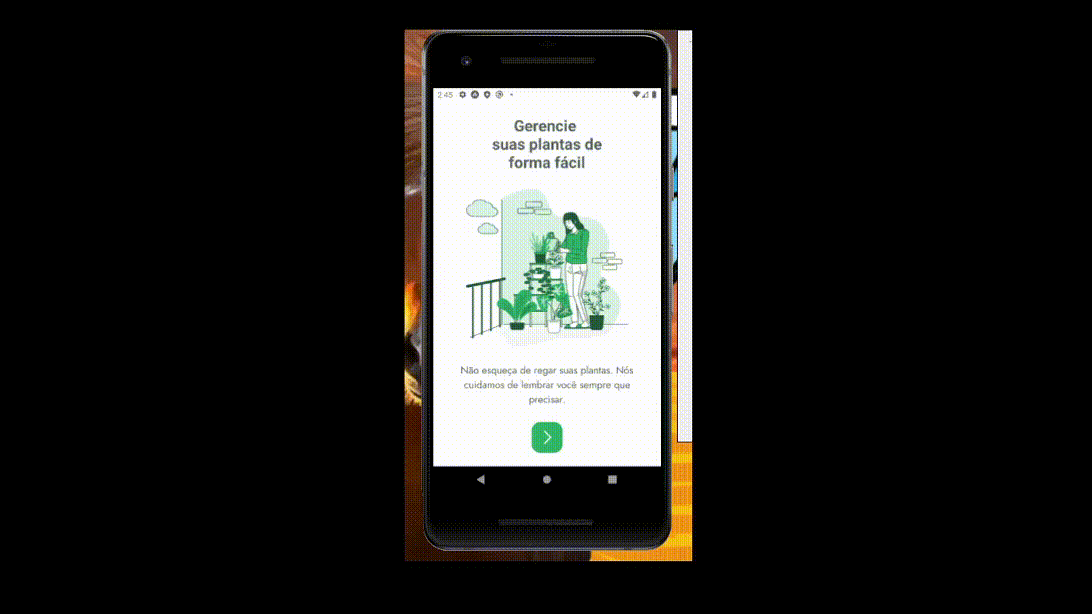 2:45
Gerencie
suas plantas de
forma fácil
Não esqueça de regar suas plantas. Nós
cuidamos de lembrar você sempre que
precisar.